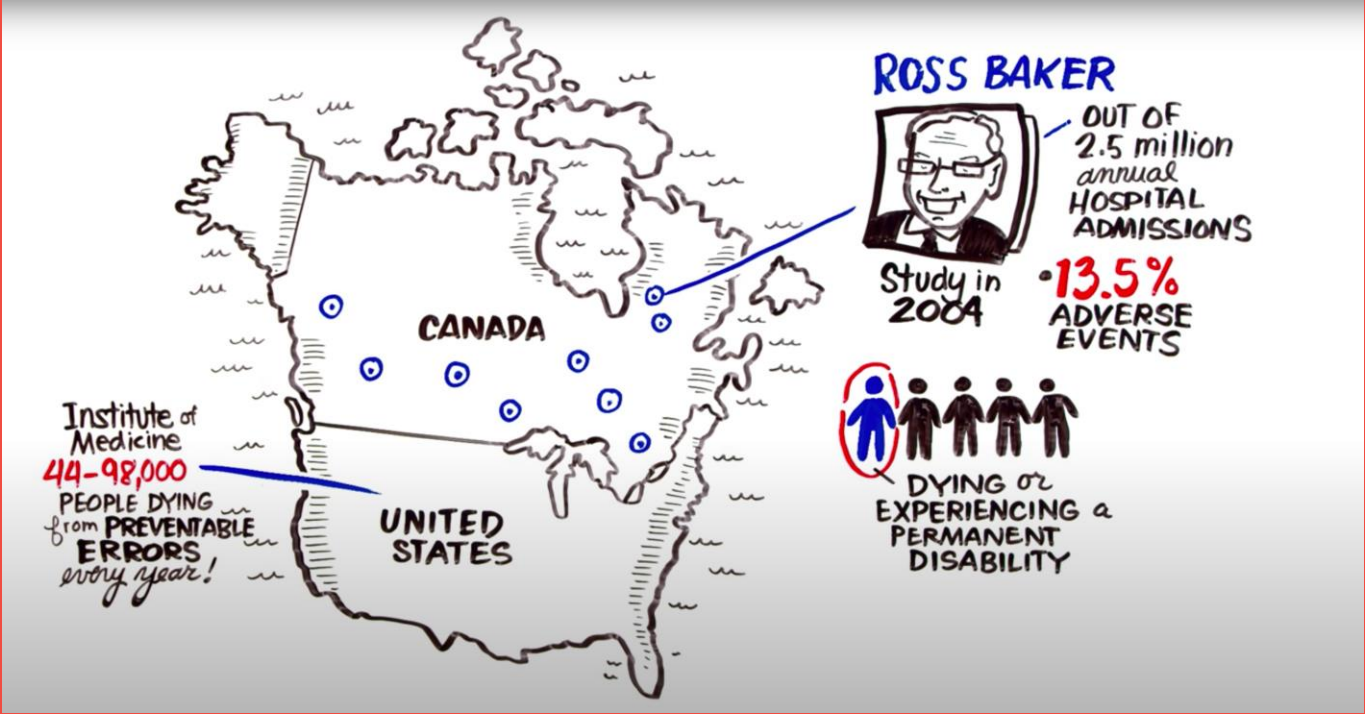 ROSS BAKER
OUT OF
2.5 million
annual
HOSPITAL
ADMISSIONS
Study in
2004
•13.5%
ADVERSE
EVENTS
CANADA
Institute of
Medicine
44-98,000
PEOPLE DYING
from PREVENTABLE
ERRORS
every year!
UNITED
STATES
DYING or
EXPERIENCING a
PERMANENT
DISABILITY